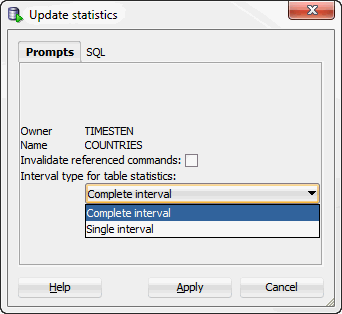 Update statistics
Prompts SQL
Owner TIMESTEN
Name COUNTRIES
Invalidate referenced commands:
Interval type for table statistics:
Complete interval
Complete interval
Single interval
Help Apply Cancel